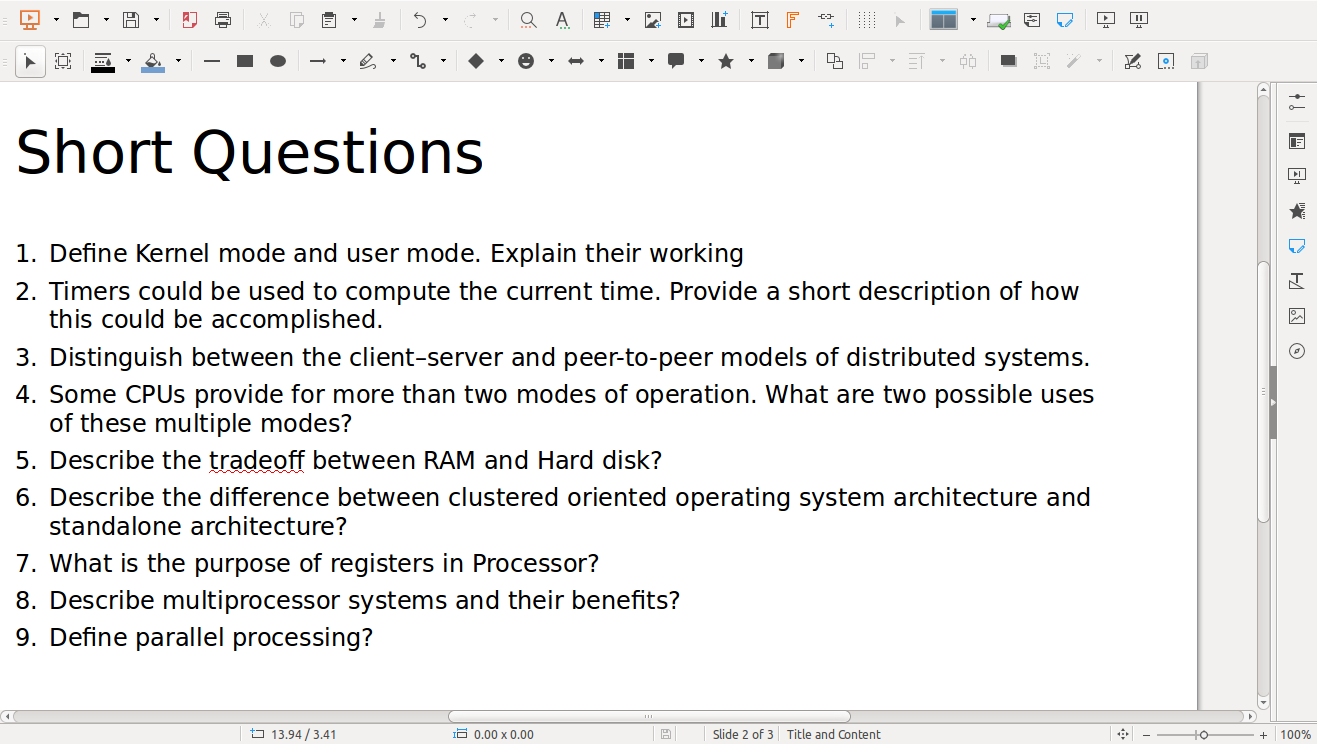 Short Questions
1. Define Kernel mode and user mode. Explain their working
2. Timers could be used to compute the current time. Provide a short description of how
this could be accomplished.
3. Distinguish between the client–server and peer-to-peer models of distributed systems.
4. Some CPUs provide for more than two modes of operation. What are two possible uses
of these multiple modes?
5. Describe the tradeoff between RAM and Hard disk?
6. Describe the difference between clustered oriented operating system architecture and
standalone architecture?
7. What is the purpose of registers in Processor?
8. Describe multiprocessor systems and their benefits?
9. Define parallel processing?
13.94 / 3.41 0.00 x 0.00 Slide 2 of 3 Title and Content 100%